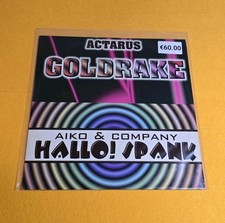 ACTARUS
€60.00
GOLDRAKE
AIKO & COMPANY
HALLO! SPANK